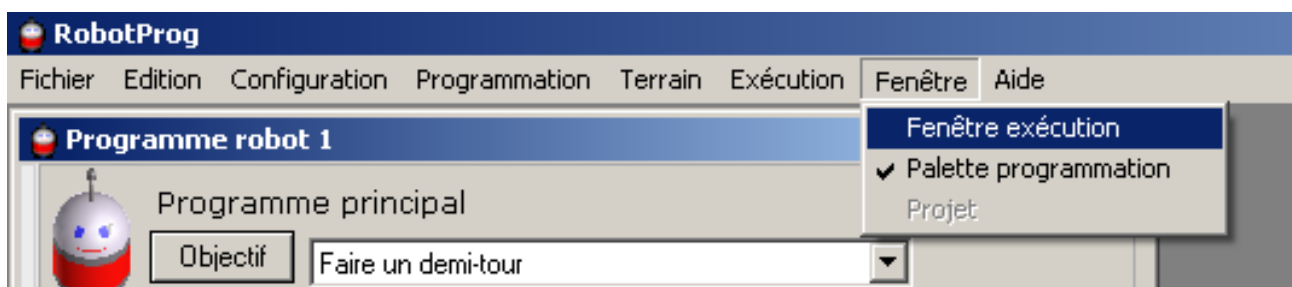 RobotProg
Fichier Edition Configuration Programmation Terrain Exécution Fenêtre Aide
Programme robot 1
Fenêtre exécution
Palette programmation
Projet
Programme principal
Objectif Faire un demi-tour